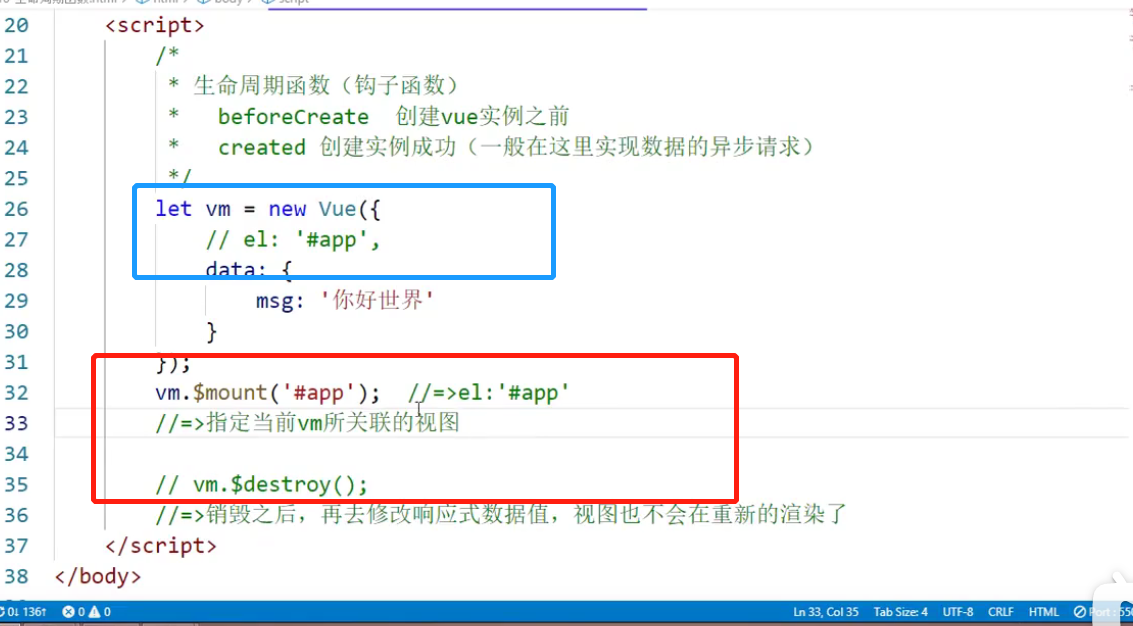 生命周期函数.html > html > body > script
20 <script>
21 /*
22 * 生命周期函数（钩子函数）
23 * beforeCreate 创建vue实例之前
24 * created 创建实例成功（一般在这里实现数据的异步请求）
25 */
26 let vm = new Vue({
27 // el: '#app',
28 data: {
29 msg: '你好世界'
30 }
31 });
32 vm.$mount('#app'); //=>el:'#app'
33 //=>指定当前vm所关联的视图
34
35 // vm.$destroy();
36 //=>销毁之后，再去修改响应式数据值，视图也不会在重新的渲染了
37 </script>
38 </body>
0↓ 136↑ 0 0 Ln 33, Col 35 Tab Size: 4 UTF-8 CRLF HTML Port : 550